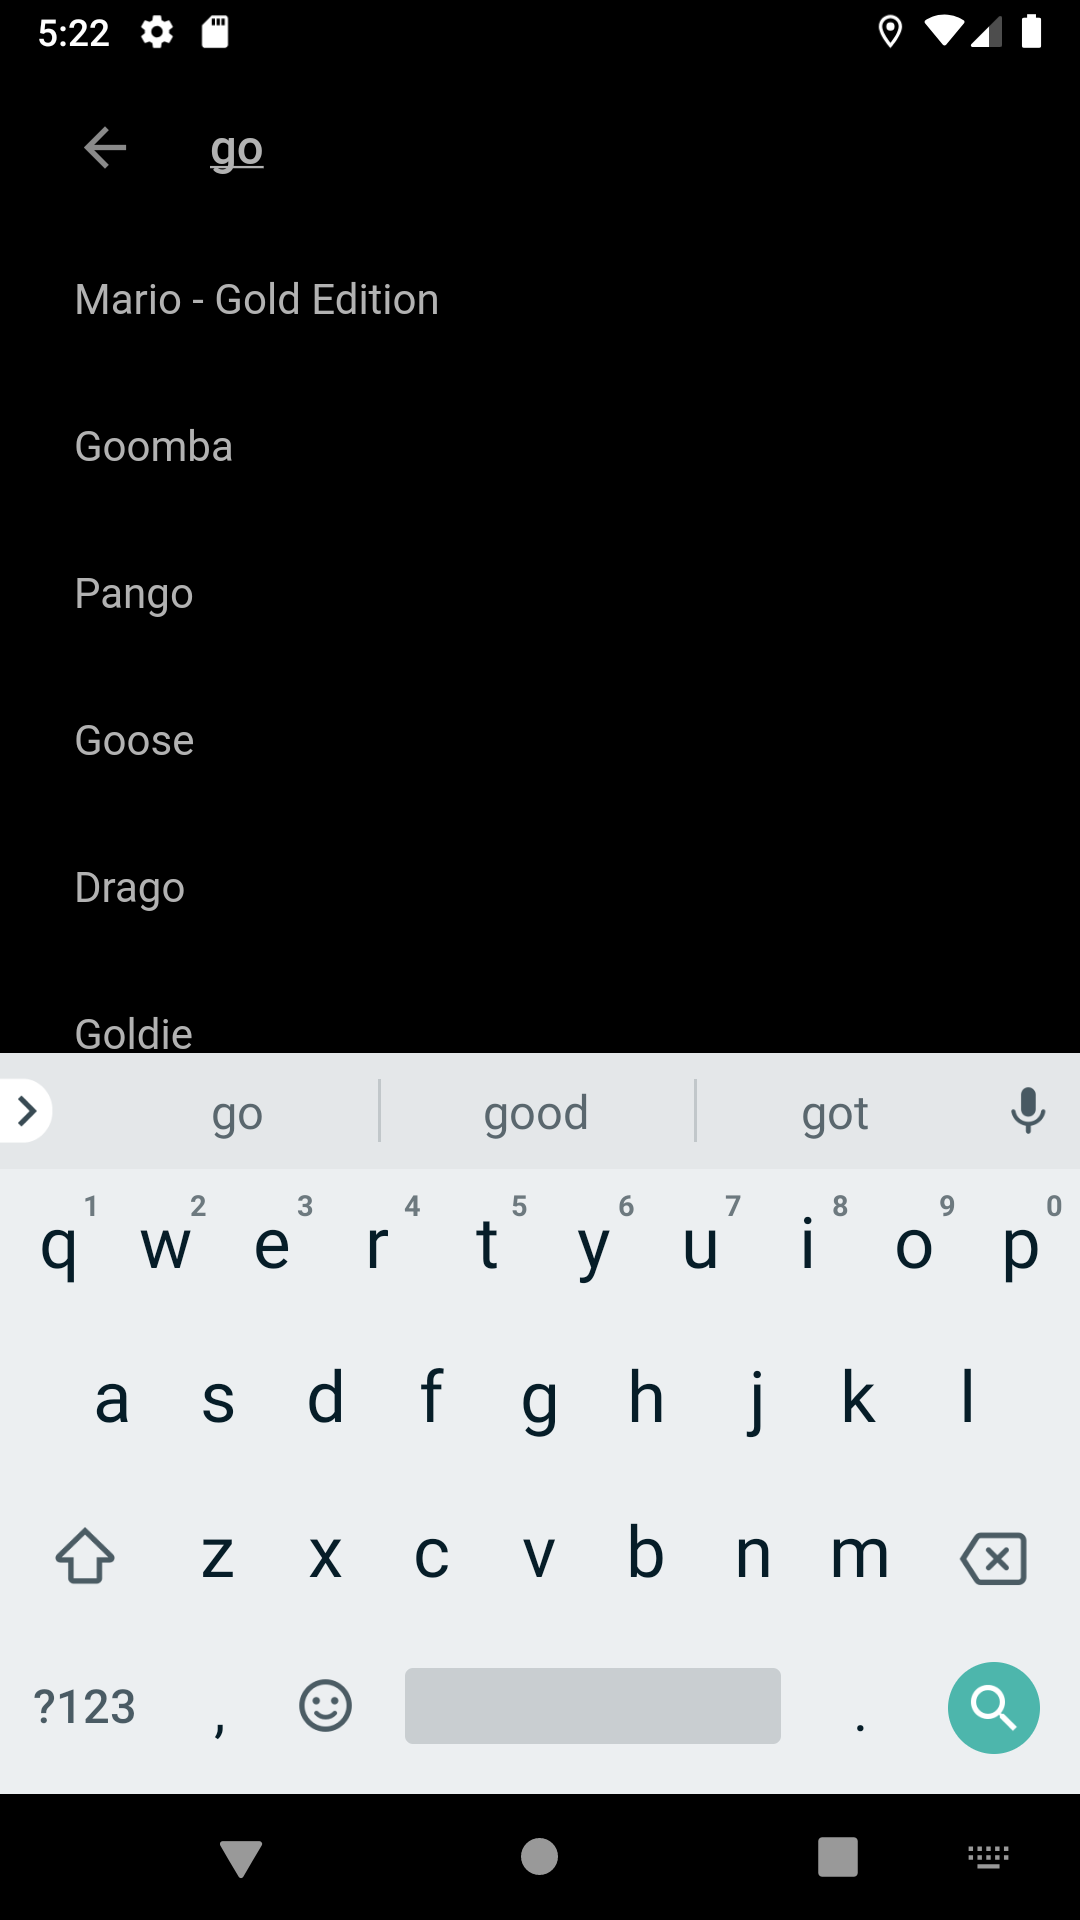 5:22
go
Mario - Gold Edition
Goomba
Pango
Goose
Drago
Goldie
go good got
1 2 3 4 5 6 7 8 9 0
q w e r t y u i o p
a s d f g h j k l
z x c v b n m
?123 , .